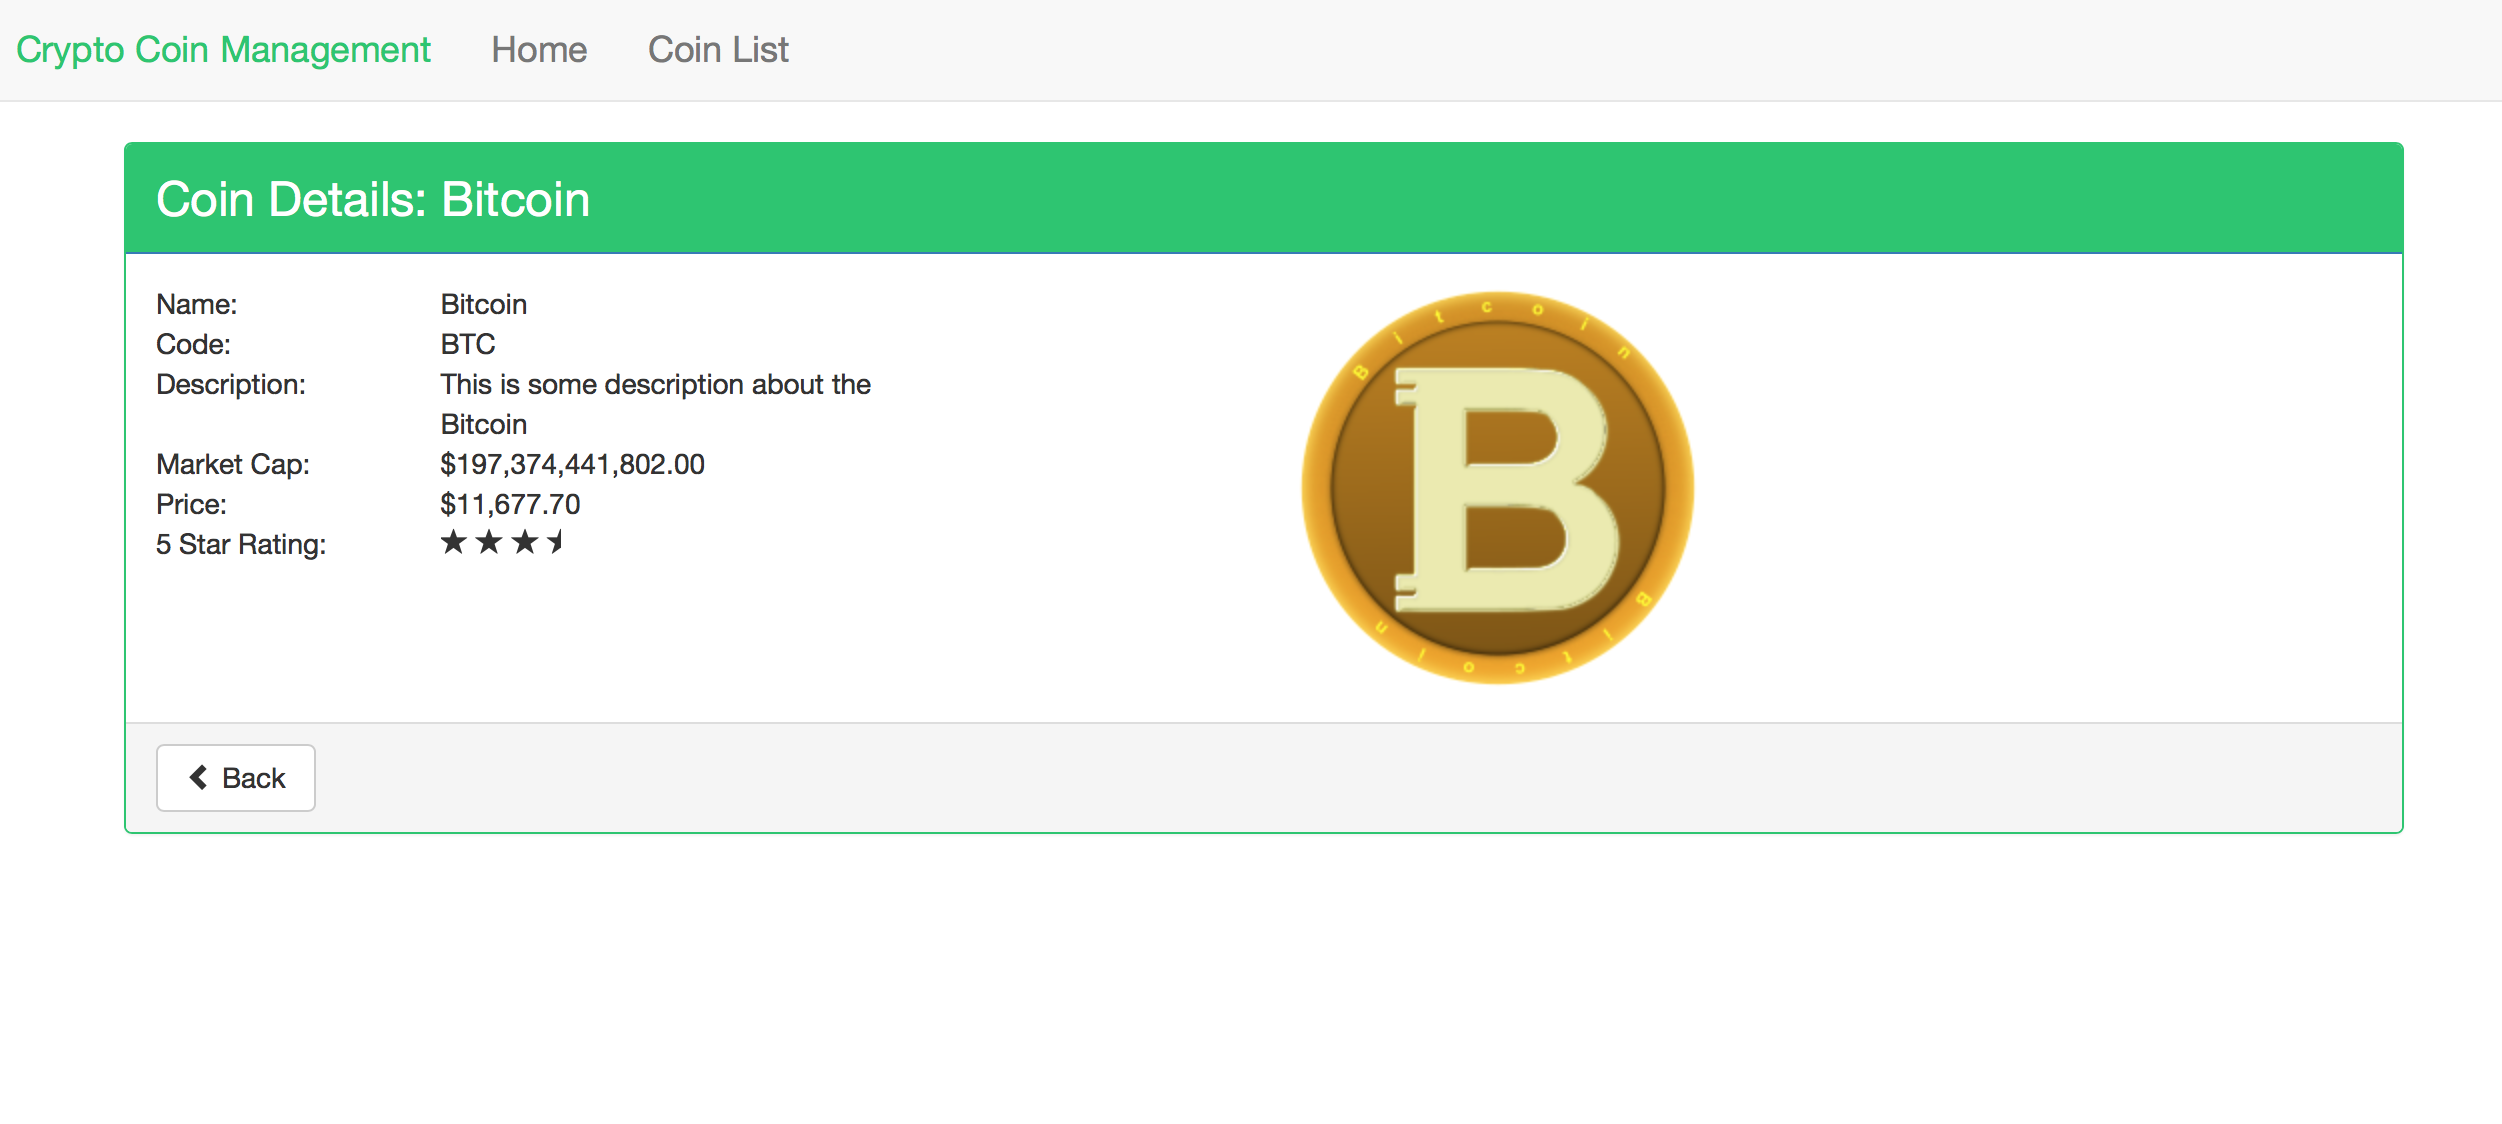 Crypto Coin Management Home Coin List
Coin Details: Bitcoin
Name: Bitcoin
Code: BTC
Description: This is some description about the
Bitcoin
Market Cap: $197,374,441,802.00
Price: $11,677.70
5 Star Rating:
Bitcoin
B
Bitcoin
Back